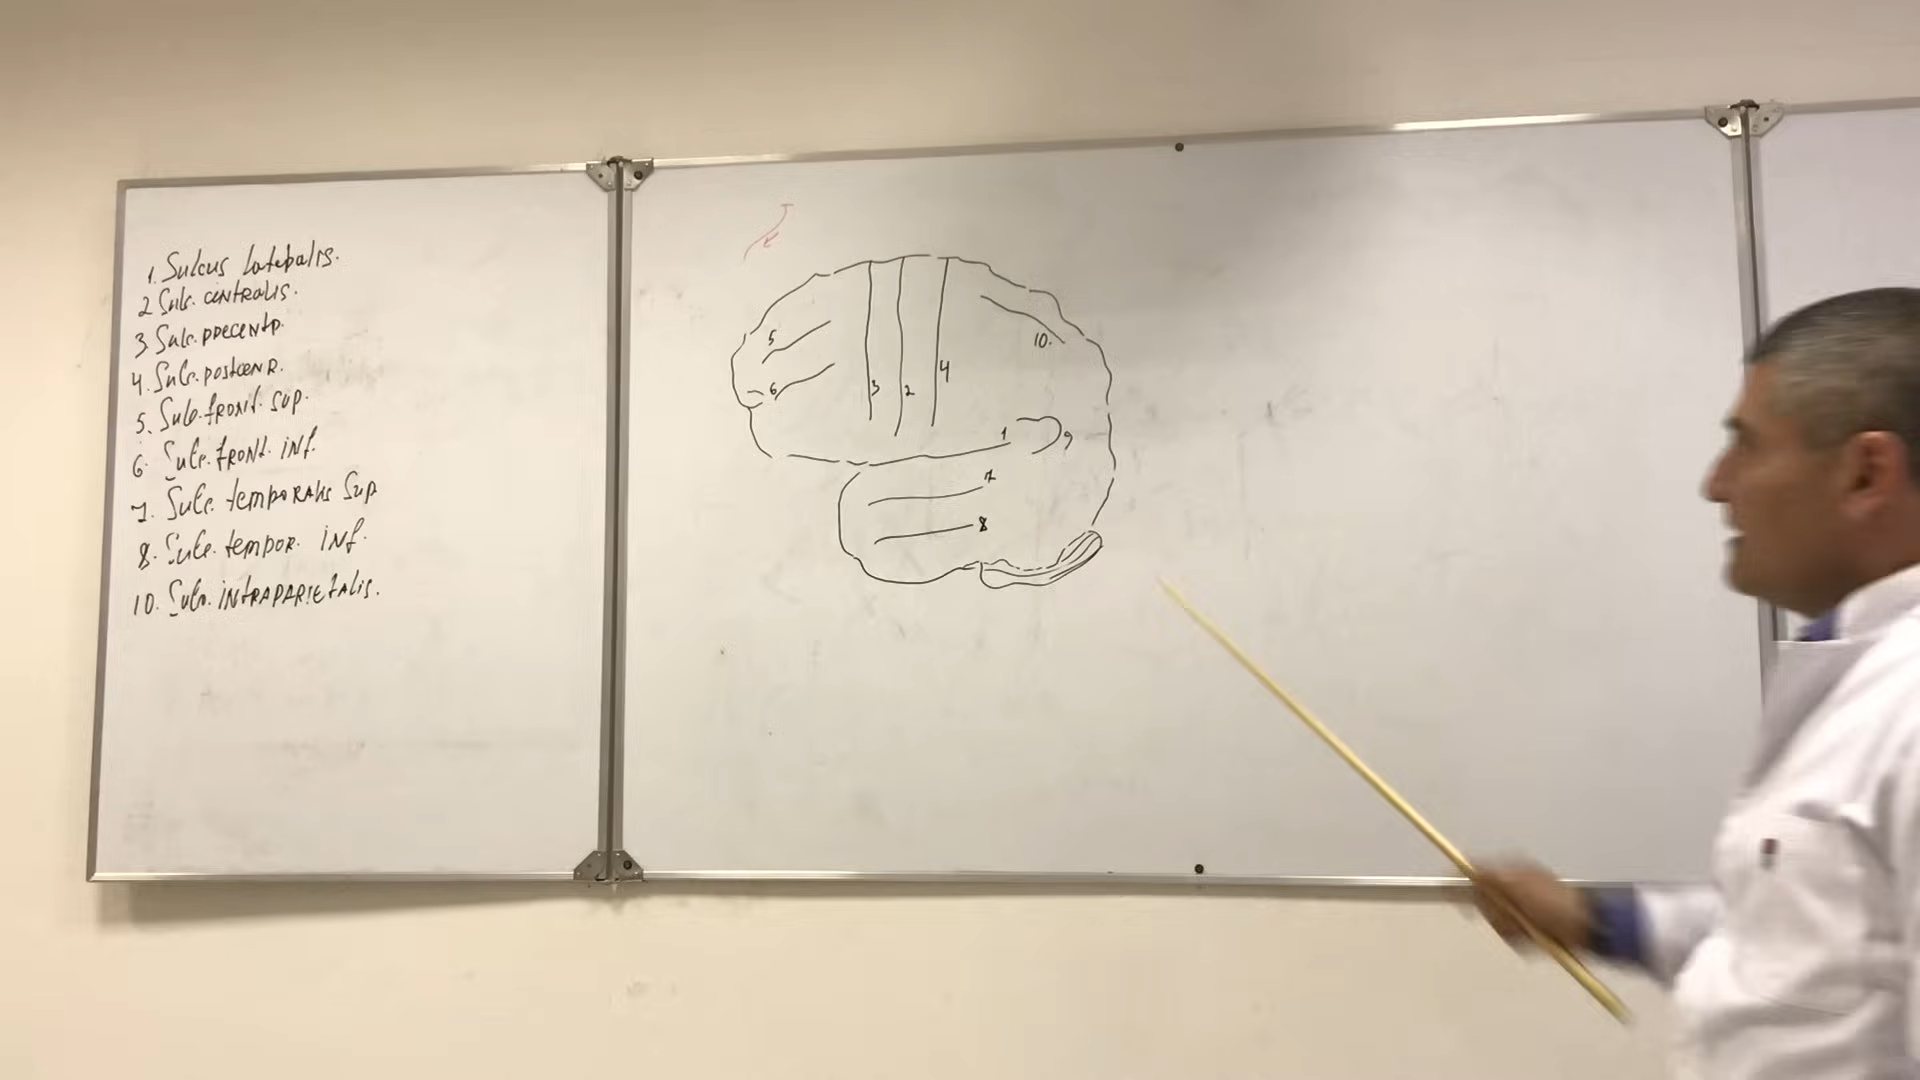 1. Sulcus lateralis.
2 Sulc. centralis.
3 Sulc. precentr.
4. Sulc. postcenR.
5. Sulc. fRont. sup.
6. Sulc. fRont. inf.
7. Sulc. tempoRalis Sup
8. Sulc. tempoR. inf.
10. Sulc. intRapaRietalis.
5
10.
6
3
2
4
1
9
7
8